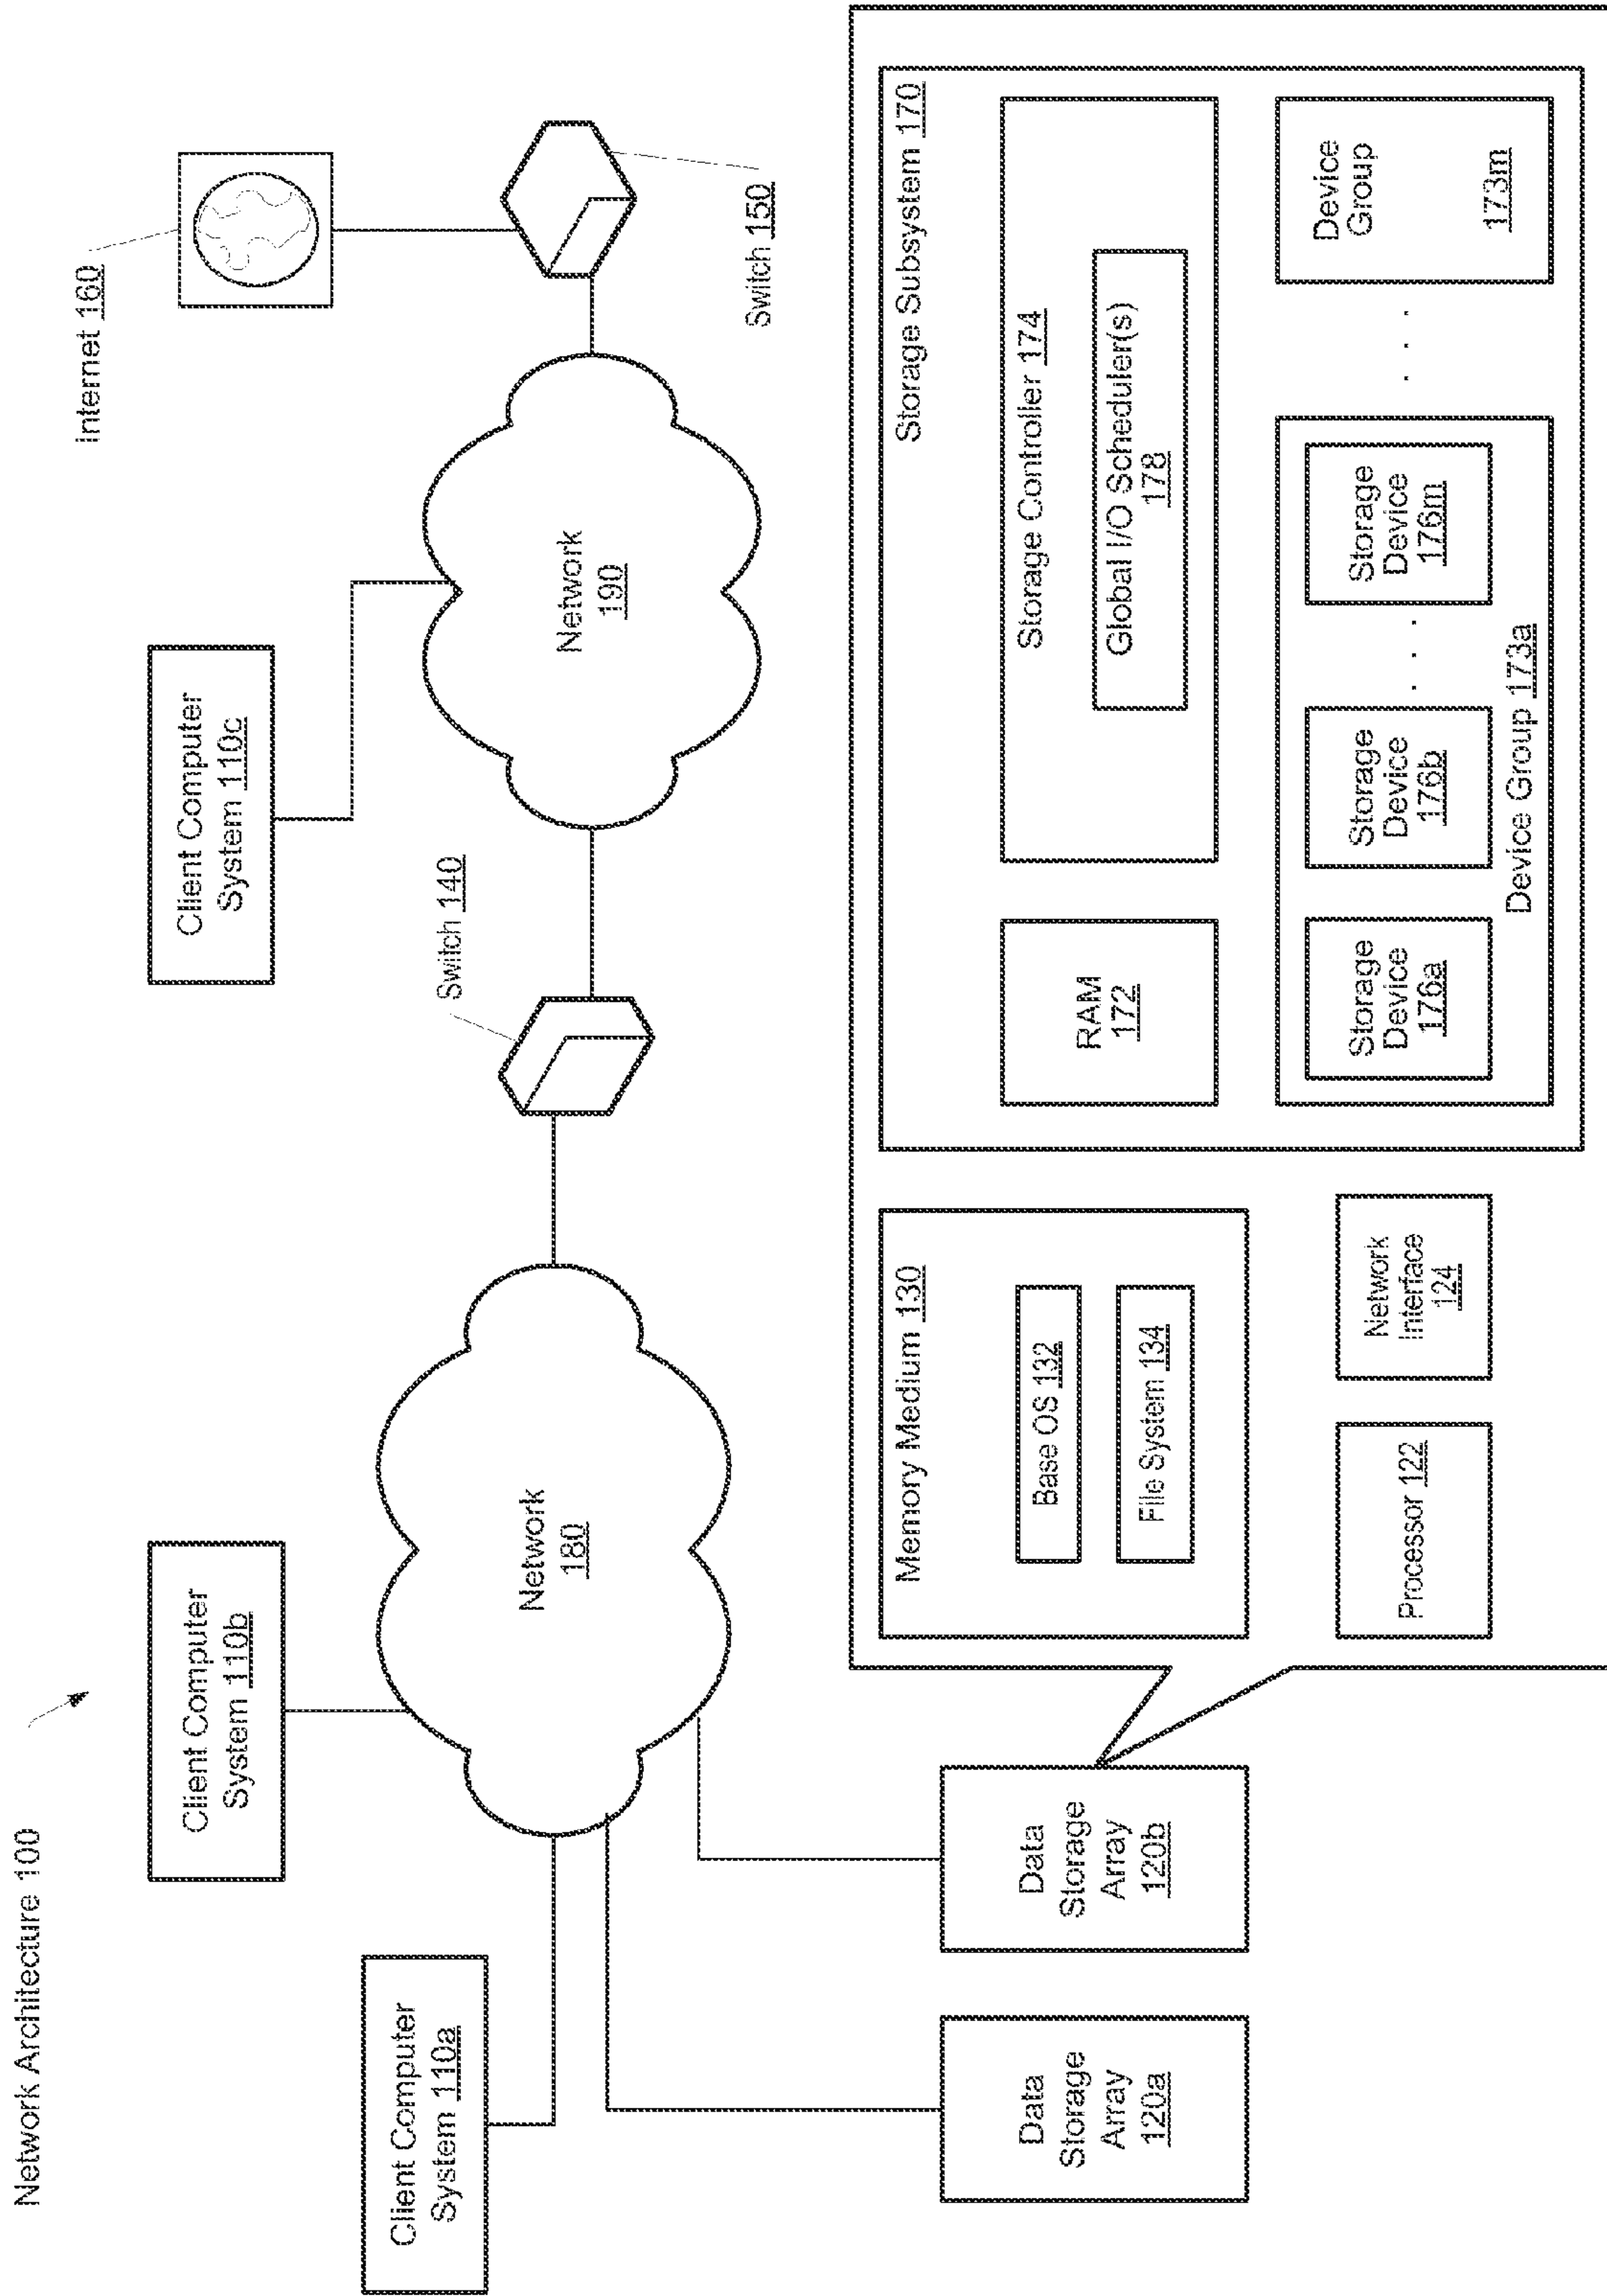 Network Architecture 100
Internet 160
Client Computer
System 110c
Client Computer
System 110b
Client Computer
System 110a
Switch 140
Switch 150
Network
190
Network
180
Data
Storage
Array
120a
Data
Storage
Array
120b
Memory Medium 130
Base OS 132
File System 134
Processor 122
Network
Interface
124
Storage Subsystem 170
RAM
172
Storage Controller 174
Global I/O Scheduler(s)
178
Storage
Device
176a
Storage
Device
176b
. . .
Storage
Device
176m
Device Group 173a
. . .
Device
Group
173m